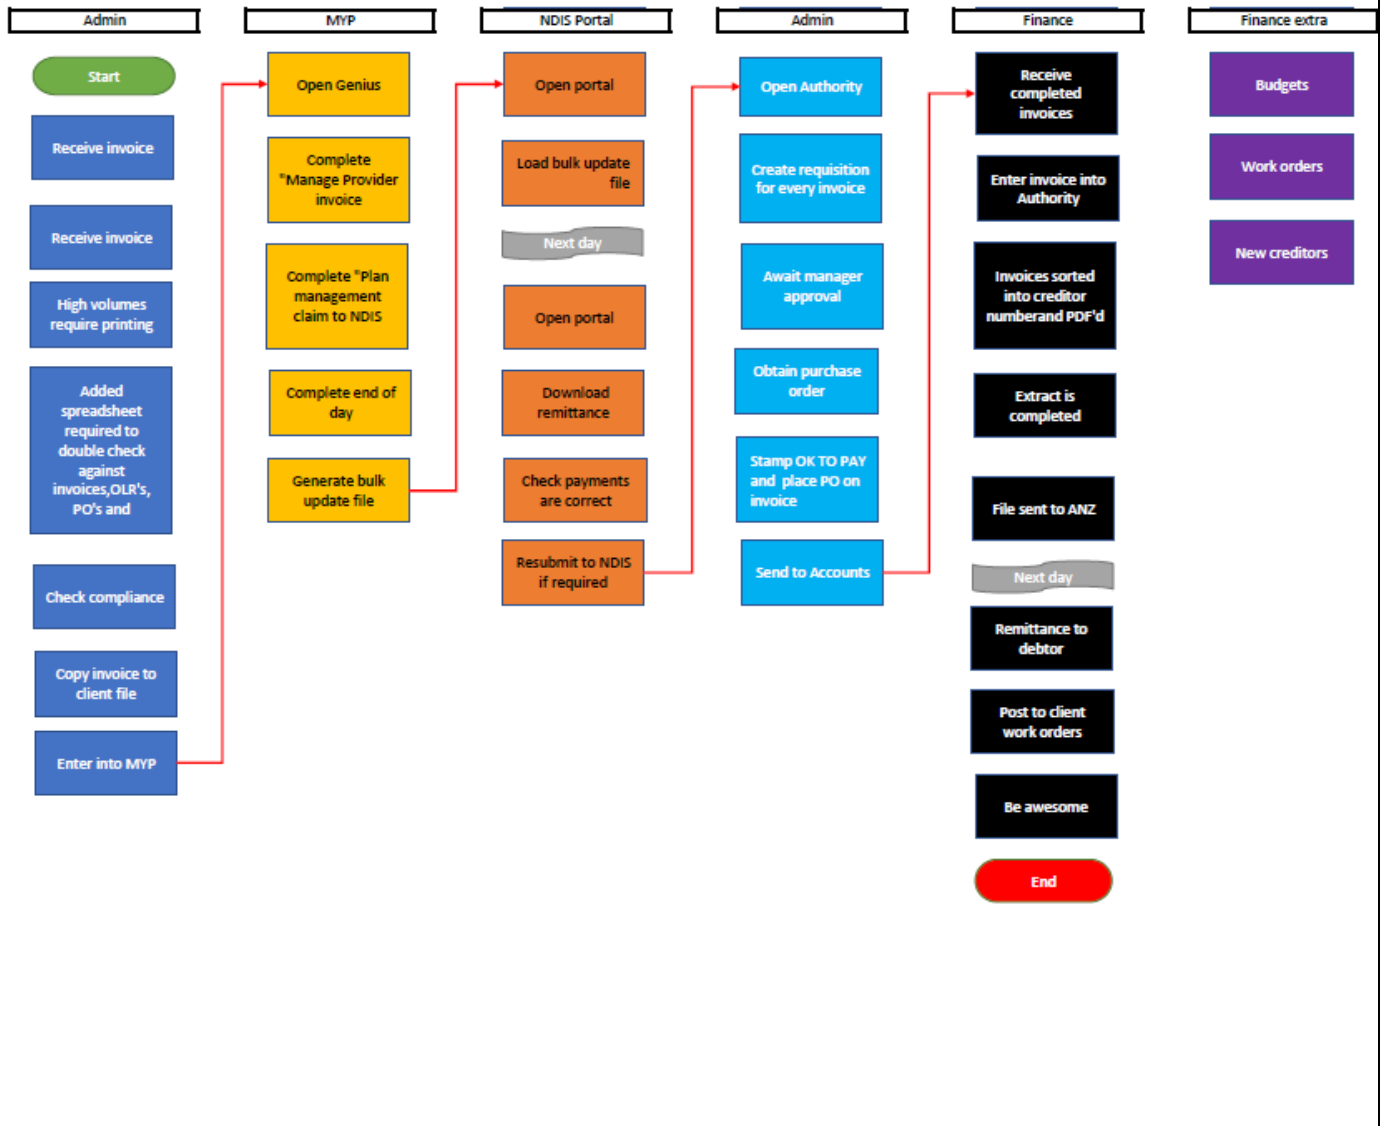 Admin
MYP
NDIS Portal
Admin
Finance
Finance extra
Start
Receive invoice
Receive invoice
High volumes
require printing
Added
spreadsheet
required to
double check
against
invoices,OLR's,
PO's and
Check compliance
Copy invoice to
client file
Enter into MYP
Open Genius
Complete
"Manage Provider
invoice
Complete "Plan
management
claim to NDIS
Complete end of
day
Generate bulk
update file
Open portal
Load bulk update
file
Next day
Open portal
Download
remittance
Check payments
are correct
Resubmit to NDIS
if required
Open Authority
Create requisition
for every invoice
Await manager
approval
Obtain purchase
order
Stamp OK TO PAY
and place PO on
invoice
Send to Accounts
Receive
completed
invoices
Enter invoice into
Authority
Invoices sorted
into creditor
numberand PDF'd
Extract is
completed
File sent to ANZ
Next day
Remittance to
debtor
Post to client
work orders
Be awesome
End
Budgets
Work orders
New creditors